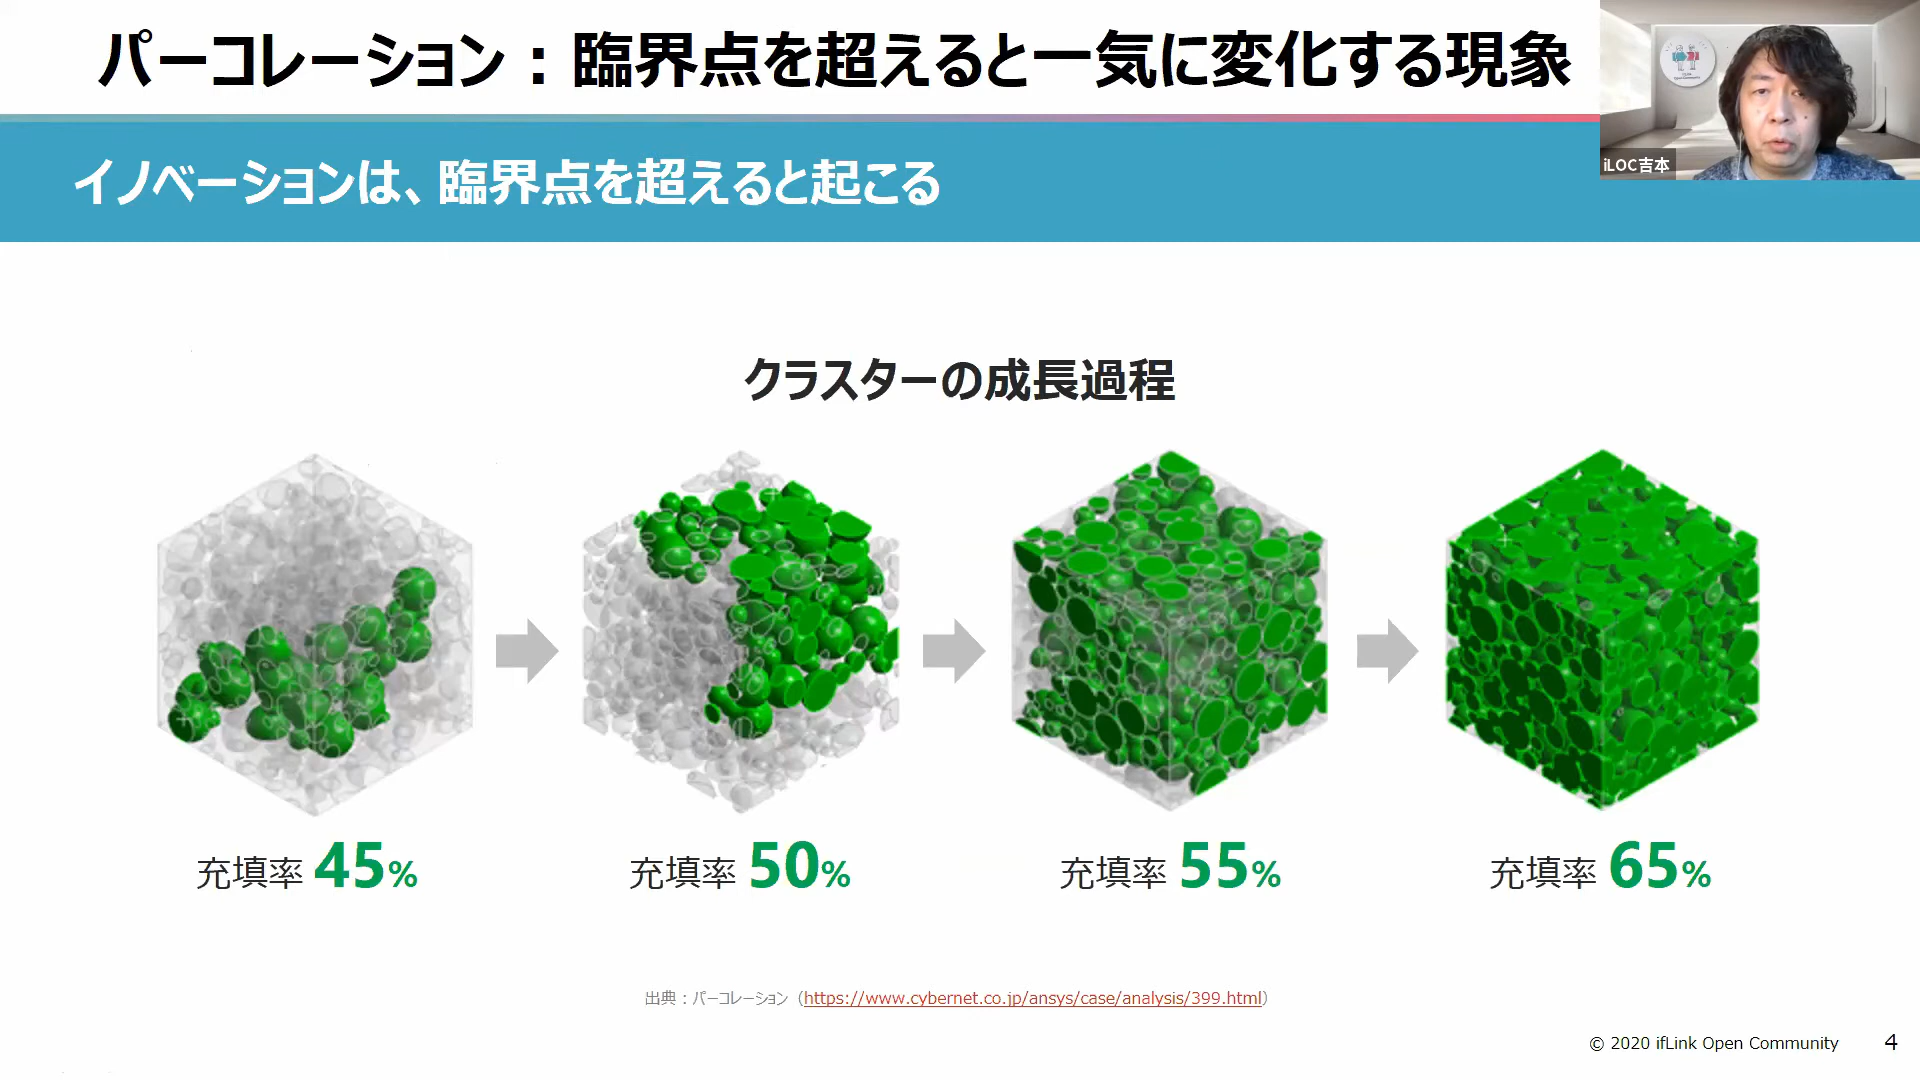 パーコレーション：臨界点を超えると一気に変化する現象
iLOC吉本
イノベーションは、臨界点を超えると起こる
クラスターの成長過程
充填率 45%
充填率 50%
充填率 55%
充填率 65%
出典：パーコレーション（https://www.cybernet.co.jp/ansys/case/analysis/399.html）
© 2020 ifLink Open Community
4